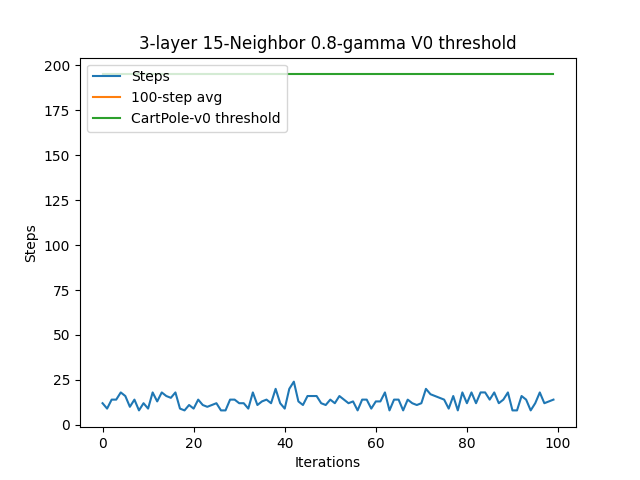 3-layer 15-Neighbor 0.8-gamma V0 threshold
200
175
150
125
100
75
50
25
0
Steps
Steps
100-step avg
CartPole-v0 threshold
0
20
40
60
80
100
Iterations